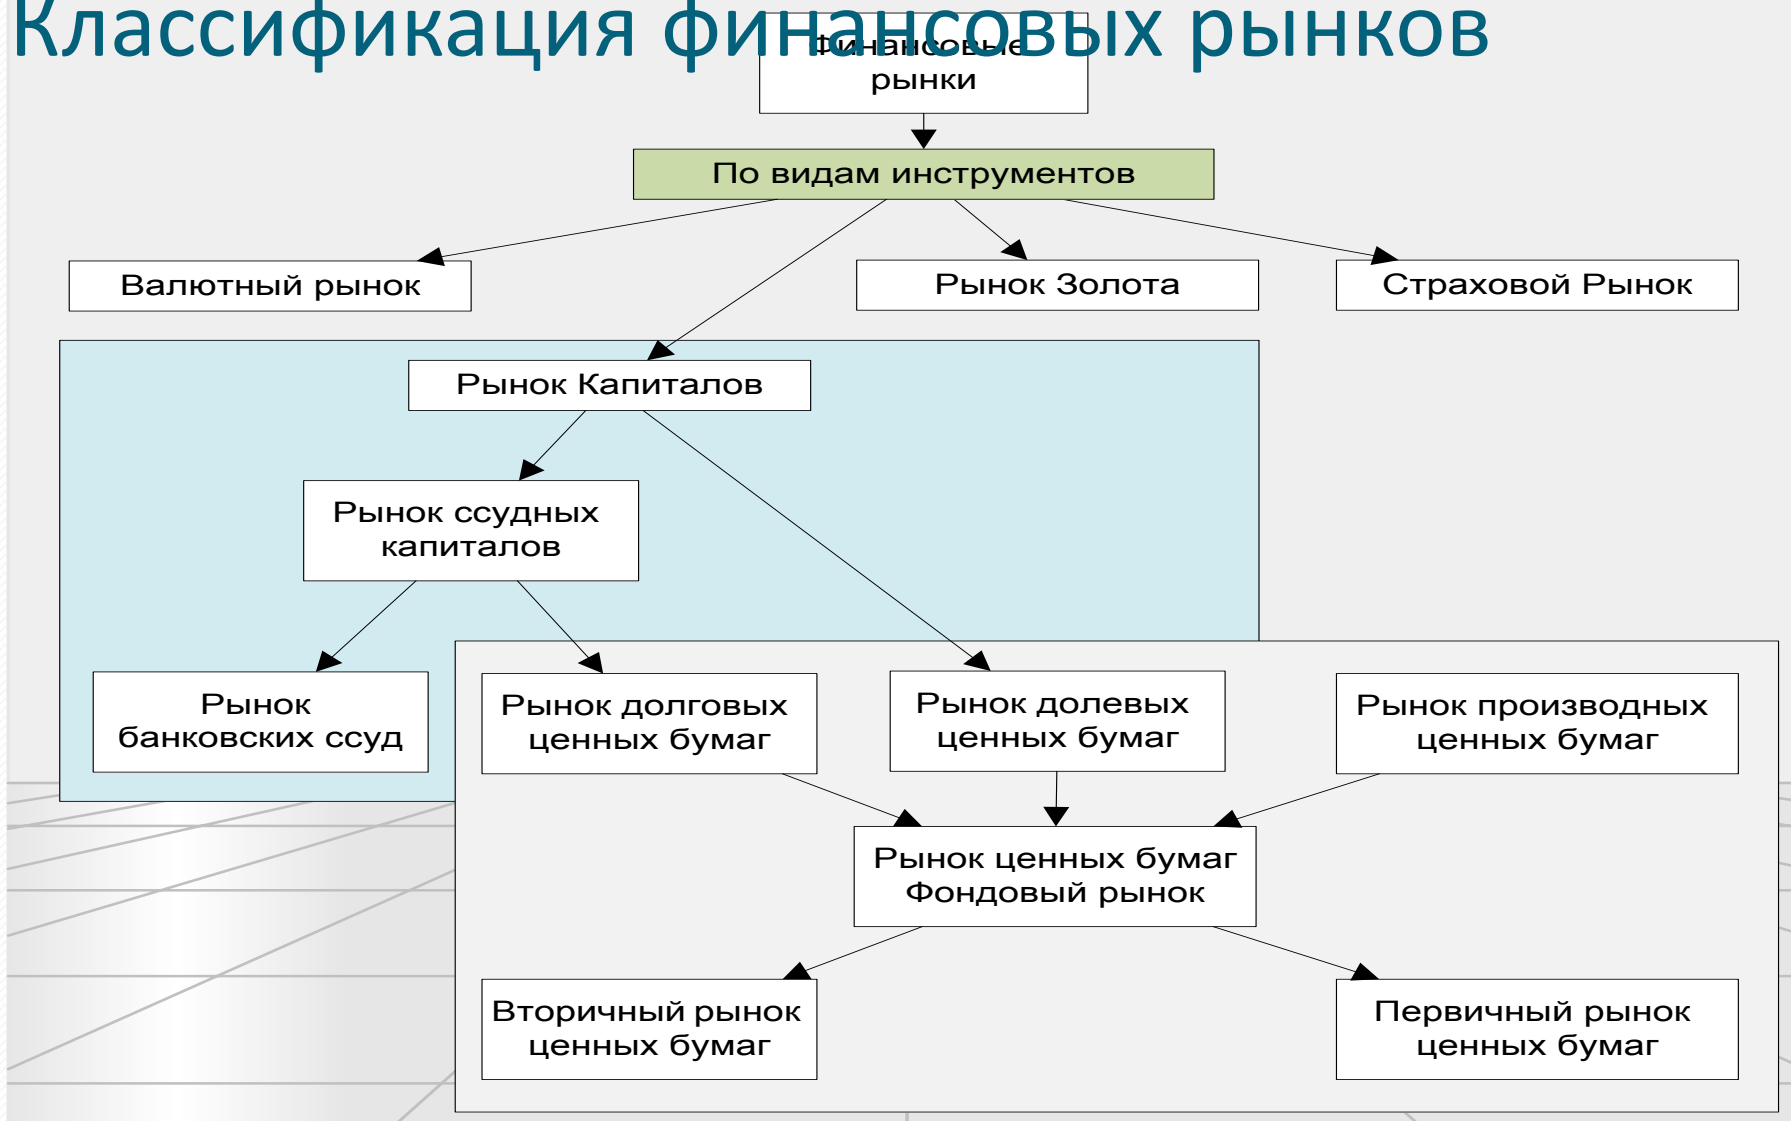 Классификация финансовых рынков
Финансовые
рынки
По видам инструментов
Валютный рынок
Рынок Золота
Страховой Рынок
Рынок Капиталов
Рынок ссудных
капиталов
Рынок
банковских ссуд
Рынок долговых
ценных бумаг
Рынок долевых
ценных бумаг
Рынок производных
ценных бумаг
Рынок ценных бумаг
Фондовый рынок
Вторичный рынок
ценных бумаг
Первичный рынок
ценных бумаг